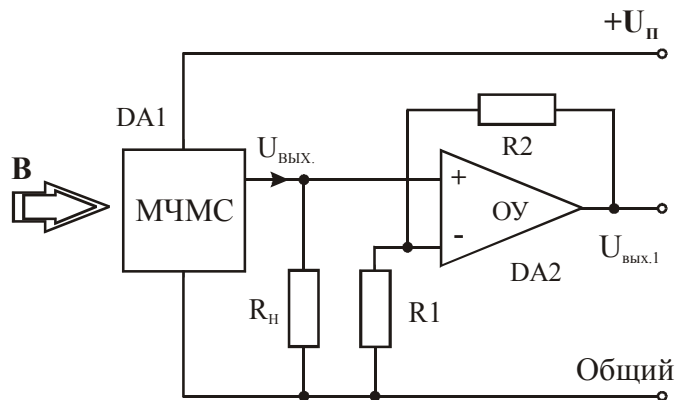 +Uп
DA1
R2
B
Uвых.
МЧМС
+
ОУ
-
Uвых.1
DA2
Rн
R1
Общий